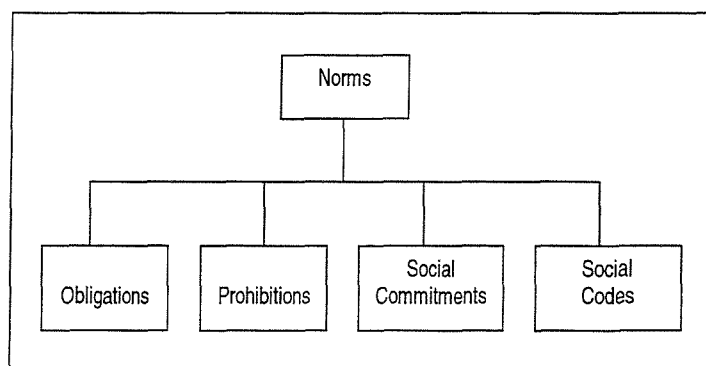 Norms
Obligations
Prohibitions
Social
Commitments
Social
Codes